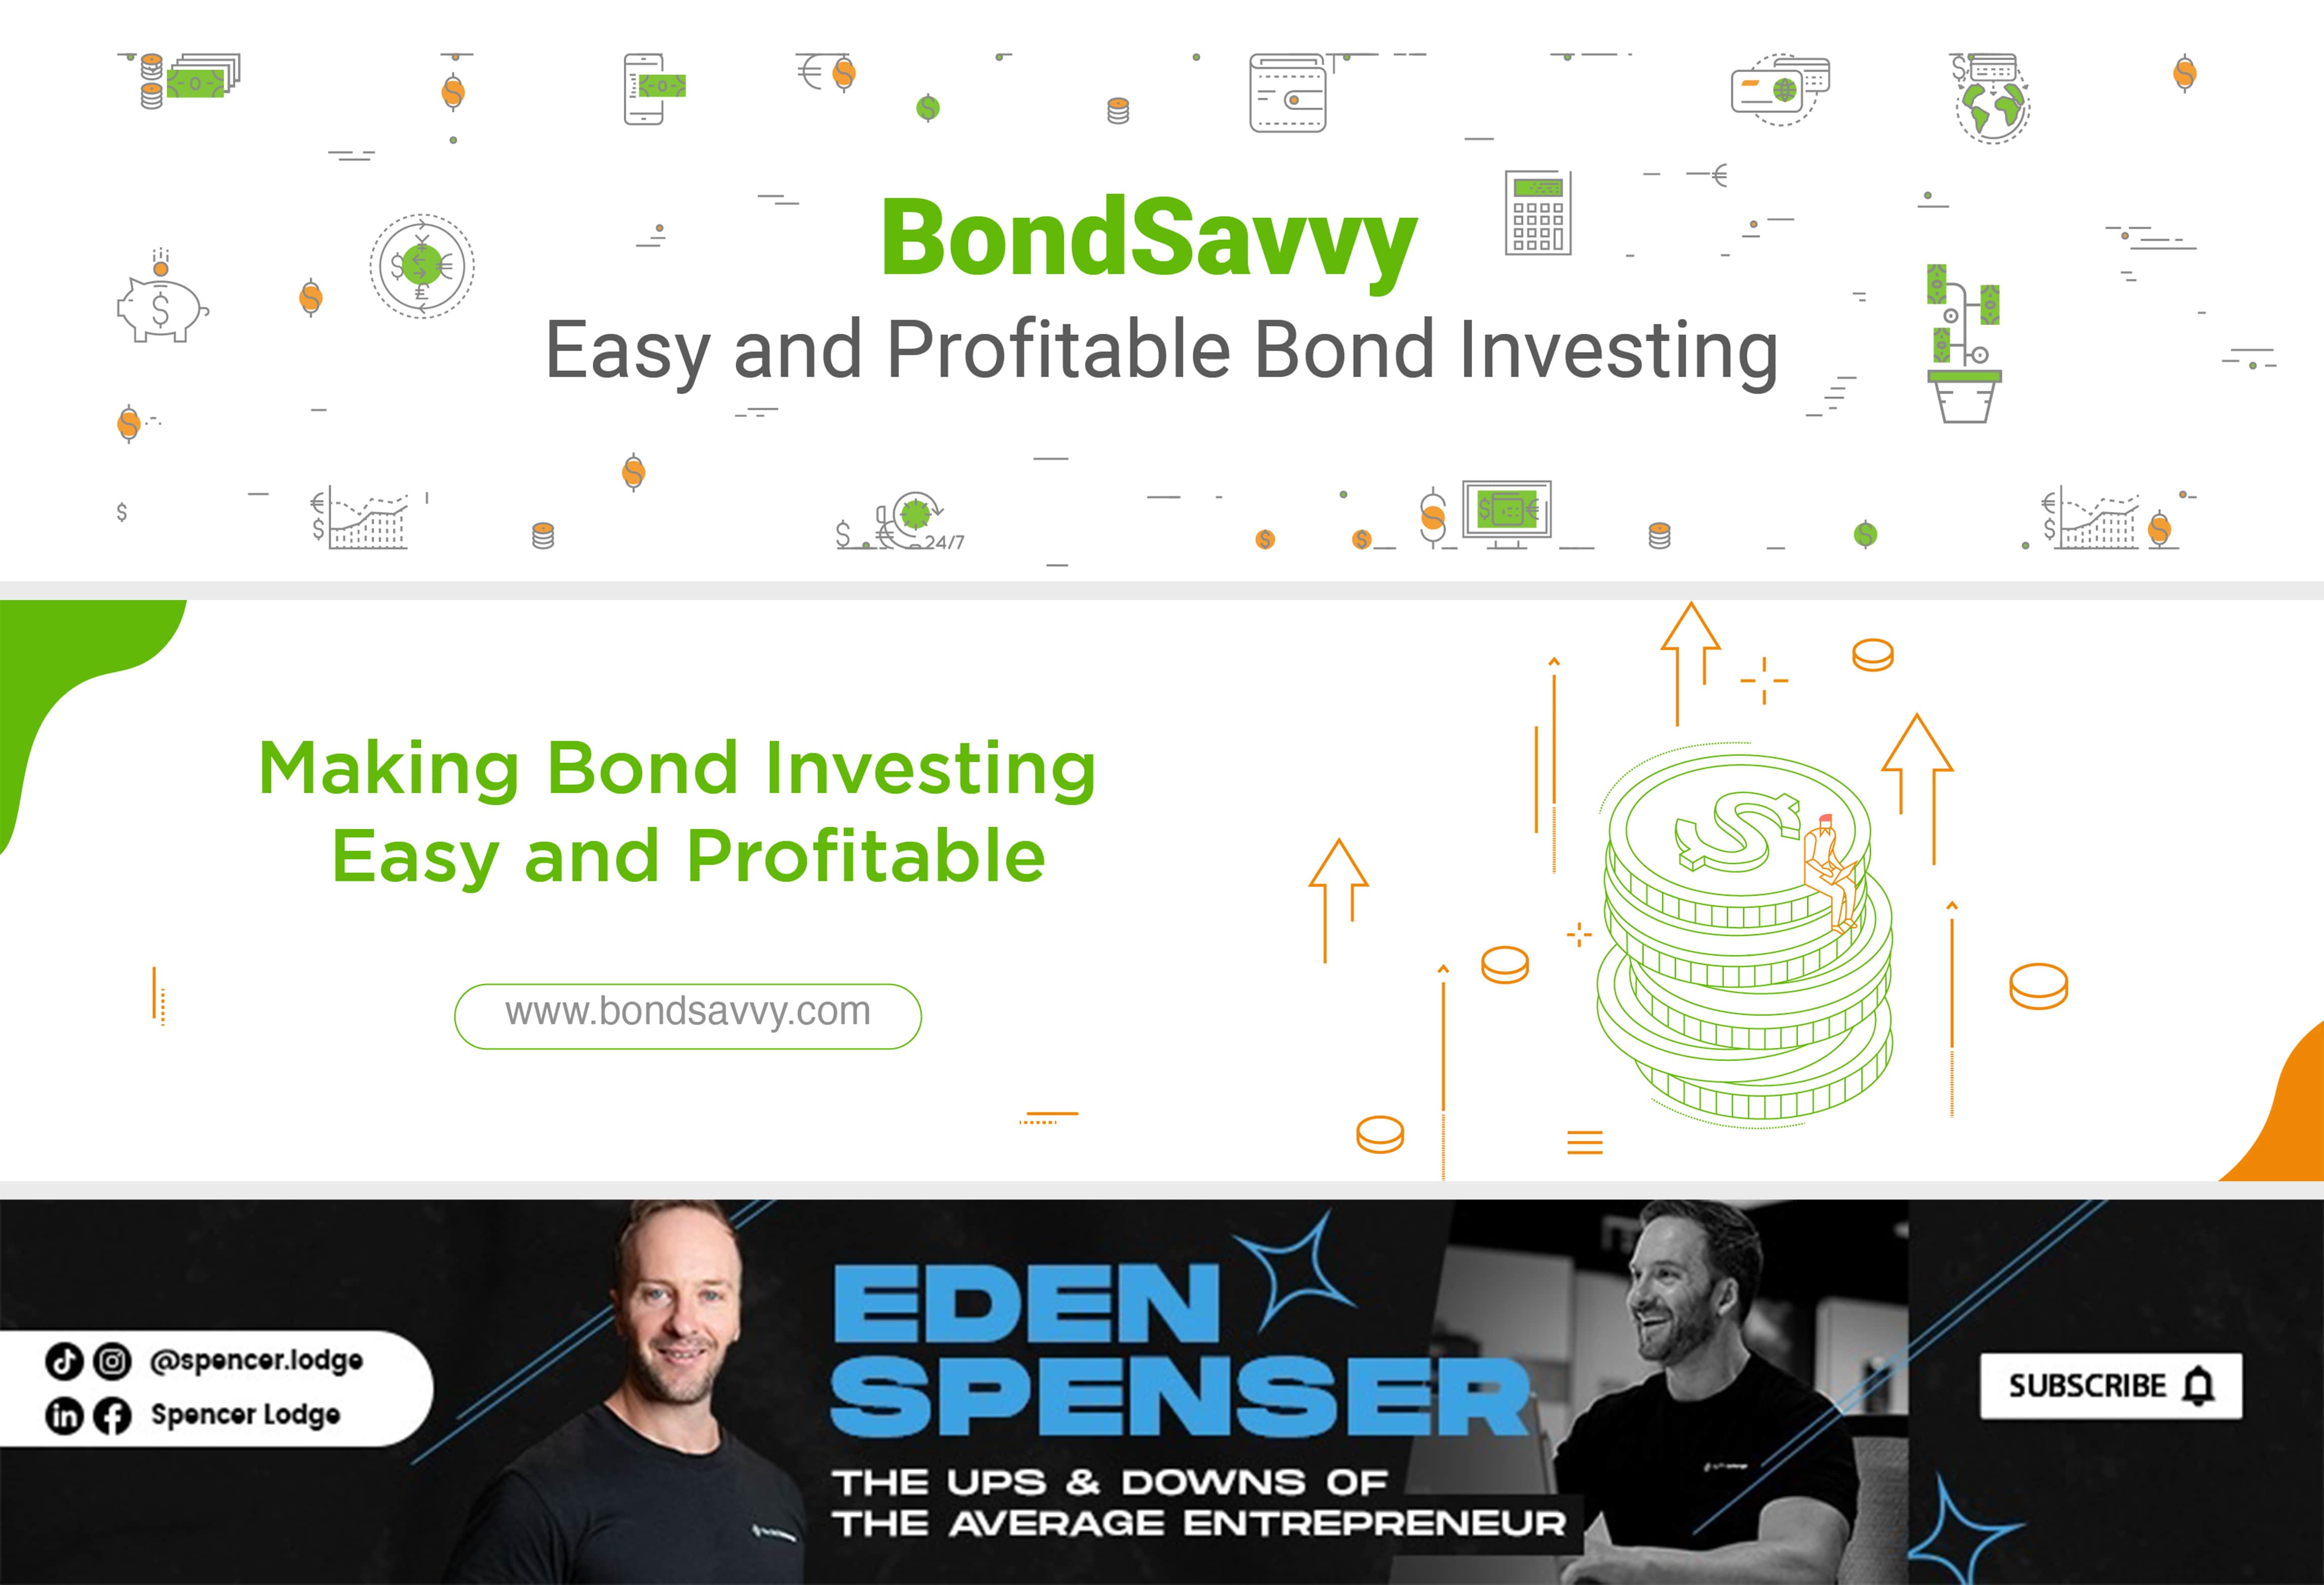 BondSavvy
Easy and Profitable Bond Investing
24/7
Making Bond Investing
Easy and Profitable
www.bondsavvy.com
@spencer.lodge
Spencer Lodge
EDEN
SPENSER
THE UPS & DOWNS OF
THE AVERAGE ENTREPRENEUR
SUBSCRIBE